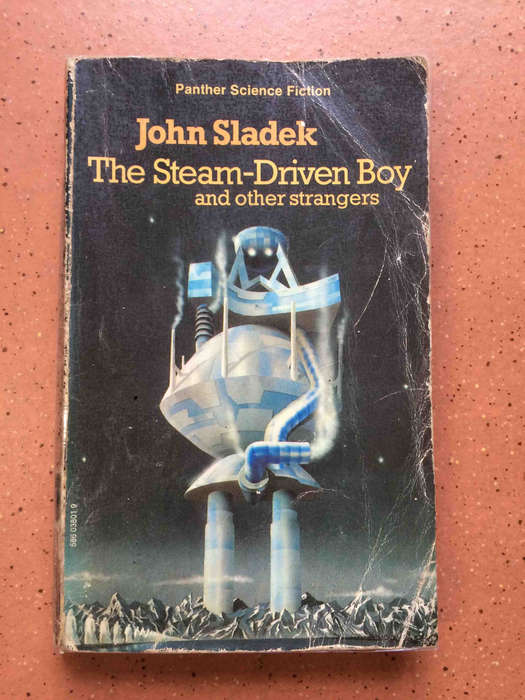 Panther Science Fiction
John Sladek
The Steam-Driven Boy
and other strangers
586 03801 9